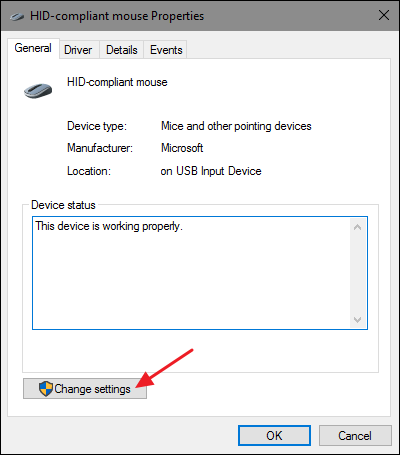 HID-compliant mouse Properties
General Driver Details Events
HID-compliant mouse
Device type: Mice and other pointing devices
Manufacturer: Microsoft
Location: on USB Input Device
Device status
This device is working properly.
Change settings
OK Cancel